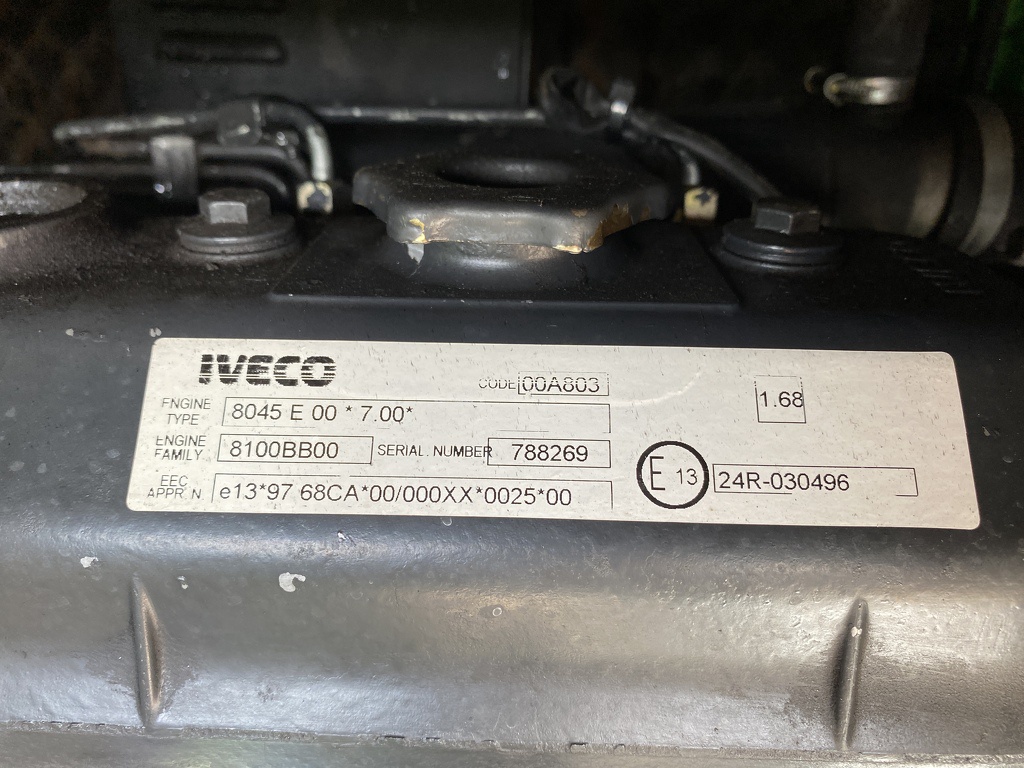 IVECO
CODE 00A803
1.68
ENGINE TYPE 8045 E 00 * 7.00*
ENGINE FAMILY 8100BB00 SERIAL NUMBER 788269
E 13 24R-030496
EEC APPR N e13*97 68CA*00/000XX*0025*00